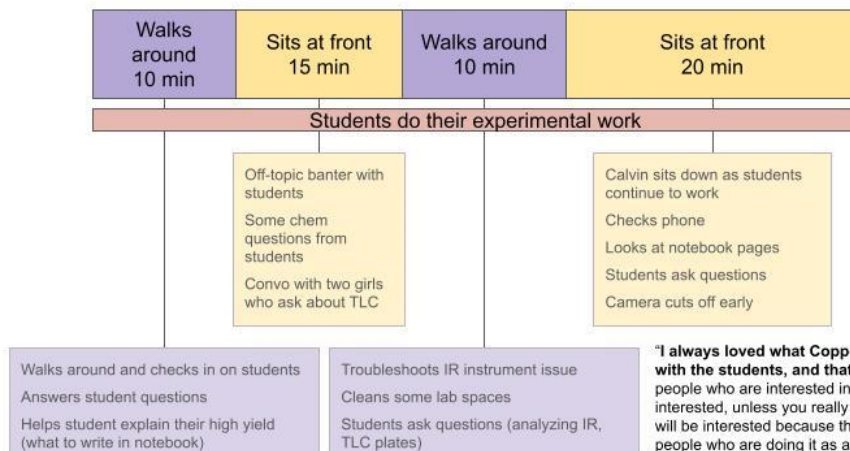 Walks
around
10 min
Sits at front
15 min
Walks around
10 min
Sits at front
20 min
Students do their experimental work
Off-topic banter with
students
Some chem
questions from
students
Convo with two girls
who ask about TLC
Calvin sits down as students
continue to work
Checks phone
Looks at notebook pages
Students ask questions
Camera cuts off early
Walks around and checks in on students
Answers student questions
Helps student explain their high yield
(what to write in notebook)
Troubleshoots IR instrument issue
Cleans some lab spaces
Students ask questions (analyzing IR,
TLC plates)
"I always loved what Copp
with the students, and that
people who are interested in
interested, unless you really
will be interested because th
people who are doing it as a